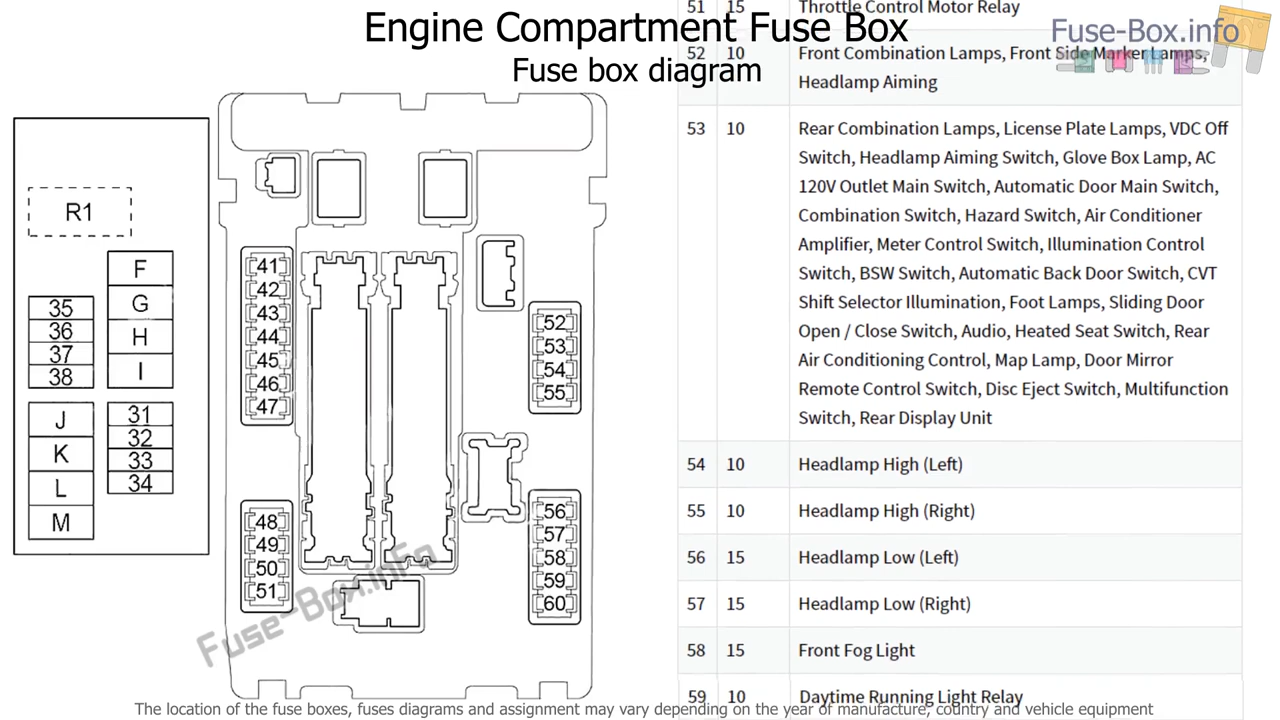 Engine Compartment Fuse Box
Fuse box diagram
Fuse-Box.info
R1
F
G
H
I
35
36
37
38
J
K
L
M
31
32
33
34
41
42
43
44
45
46
47
48
49
50
51
52
53
54
55
56
57
58
59
60
Fuse-Box.inFo
51 15 Throttle Control Motor Relay
52 10 Front Combination Lamps, Front Side Marker Lamps,
Headlamp Aiming
53 10 Rear Combination Lamps, License Plate Lamps, VDC Off
Switch, Headlamp Aiming Switch, Glove Box Lamp, AC
120V Outlet Main Switch, Automatic Door Main Switch,
Combination Switch, Hazard Switch, Air Conditioner
Amplifier, Meter Control Switch, Illumination Control
Switch, BSW Switch, Automatic Back Door Switch, CVT
Shift Selector Illumination, Foot Lamps, Sliding Door
Open / Close Switch, Audio, Heated Seat Switch, Rear
Air Conditioning Control, Map Lamp, Door Mirror
Remote Control Switch, Disc Eject Switch, Multifunction
Switch, Rear Display Unit
54 10 Headlamp High (Left)
55 10 Headlamp High (Right)
56 15 Headlamp Low (Left)
57 15 Headlamp Low (Right)
58 15 Front Fog Light
59 10 Daytime Running Light Relay
The location of the fuse boxes, fuses diagrams and assignment may vary depending on the year of manufacture, country and vehicle equipment